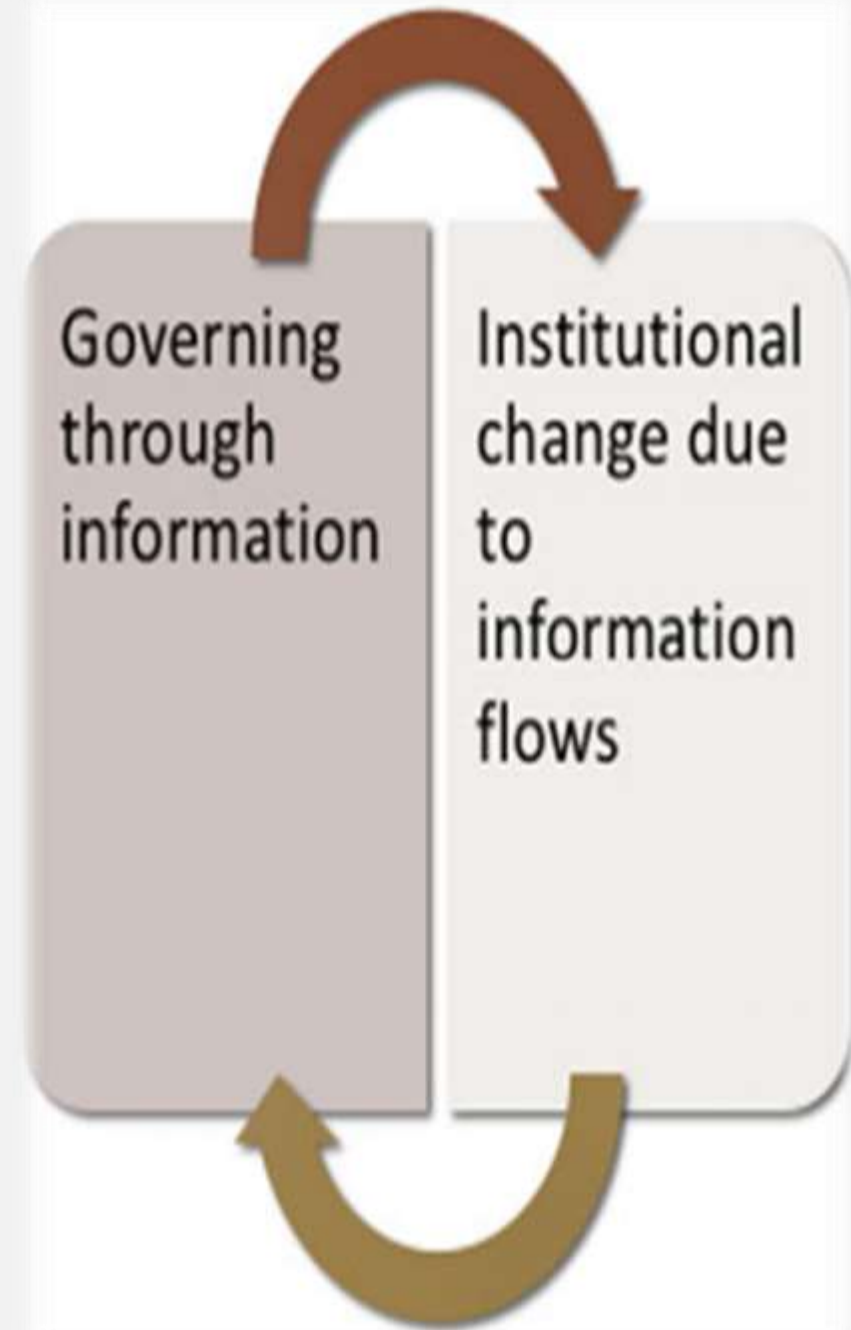 Governing
through
information
Institutional
change due
to
information
flows